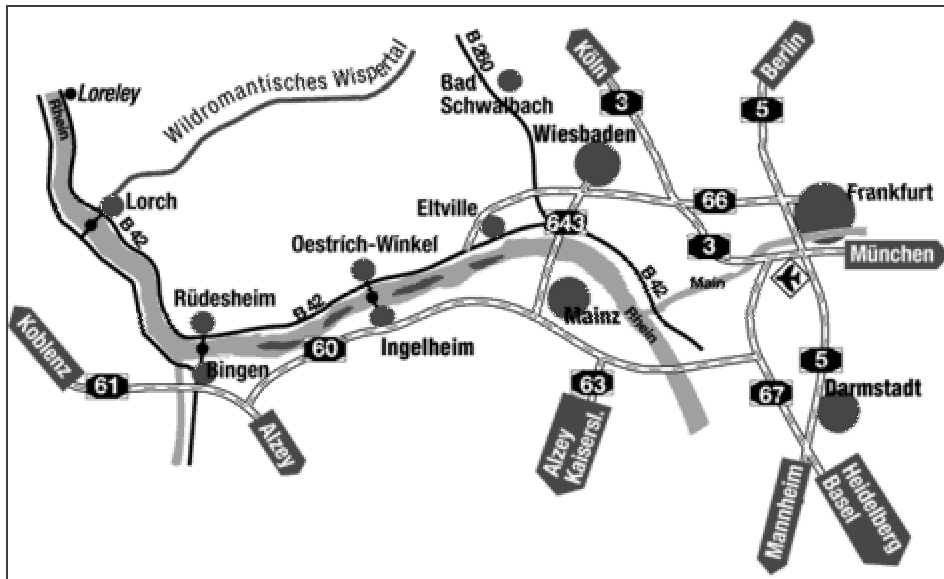 Loreley
Rhein
Wildromantisches Wispertal
B 260
Bad
Schwalbach
Köln
3
Berlin
5
Wiesbaden
Lorch
B 42
Eltville
643
66
Frankfurt
3
München
Oestrich-Winkel
B 42
Main
B 42
Rüdesheim
B 42
Mainz
Rhein
Koblenz
61
Bingen
60
Ingelheim
63
5
67
Darmstadt
Alzey
Alzey
Kaisersl.
Mannheim
Heidelberg
Basel